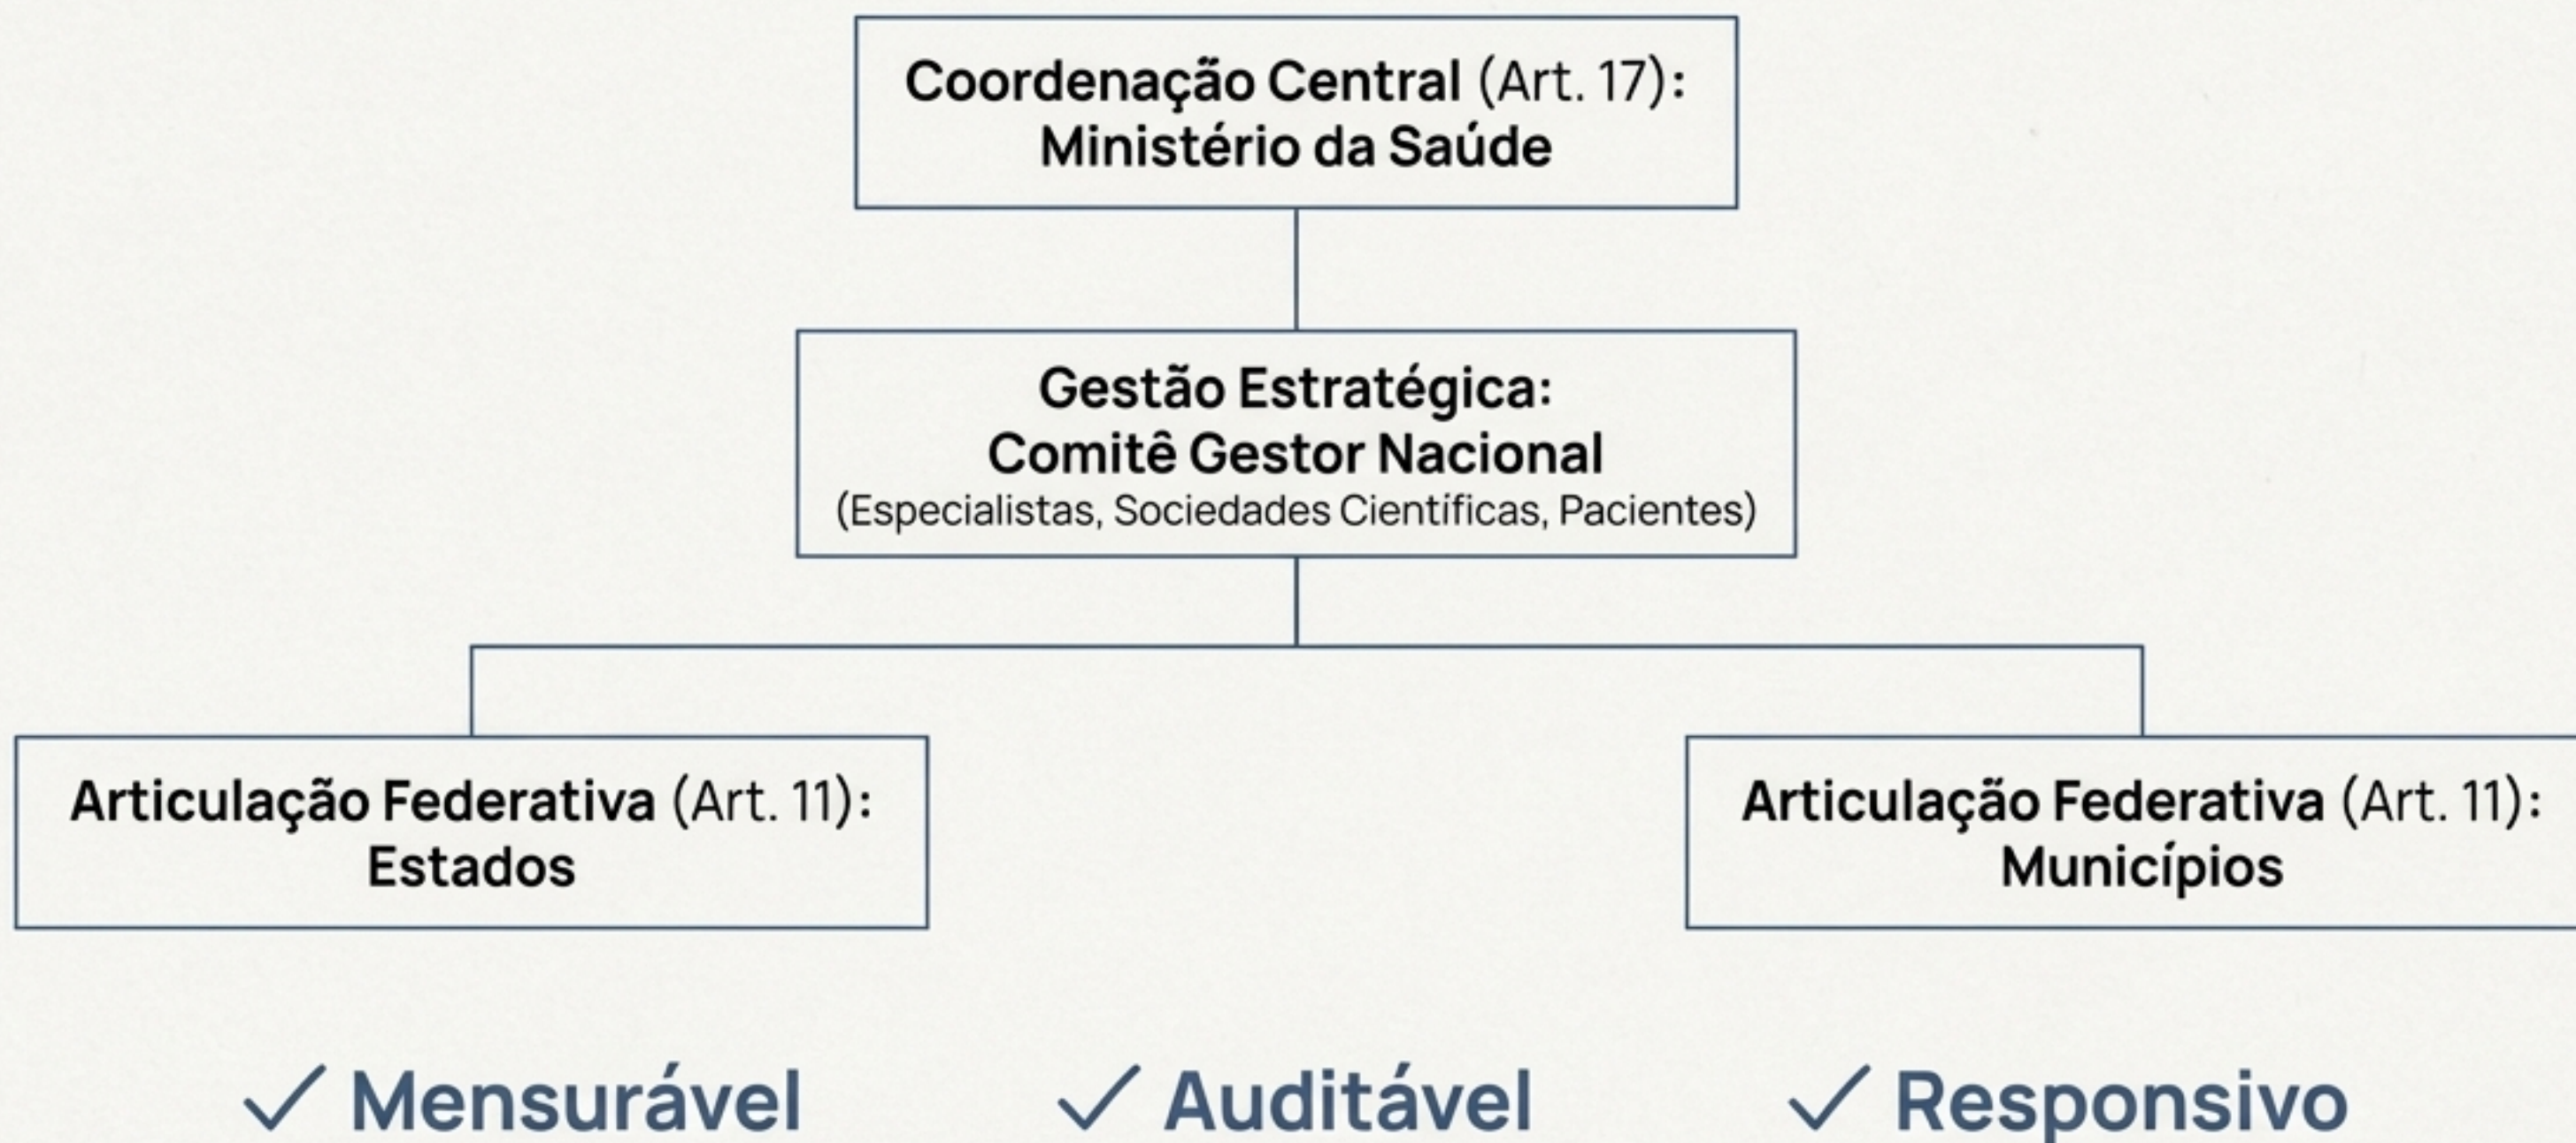 Coordenação Central (Art. 17):
Ministério da Saúde
Gestão Estratégica:
Comitê Gestor Nacional
(Especialistas, Sociedades Científicas, Pacientes)
Articulação Federativa (Art. 11):
Estados
Articulação Federativa (Art. 11):
Municípios
✓ Mensurável
✓ Auditável
✓ Responsivo